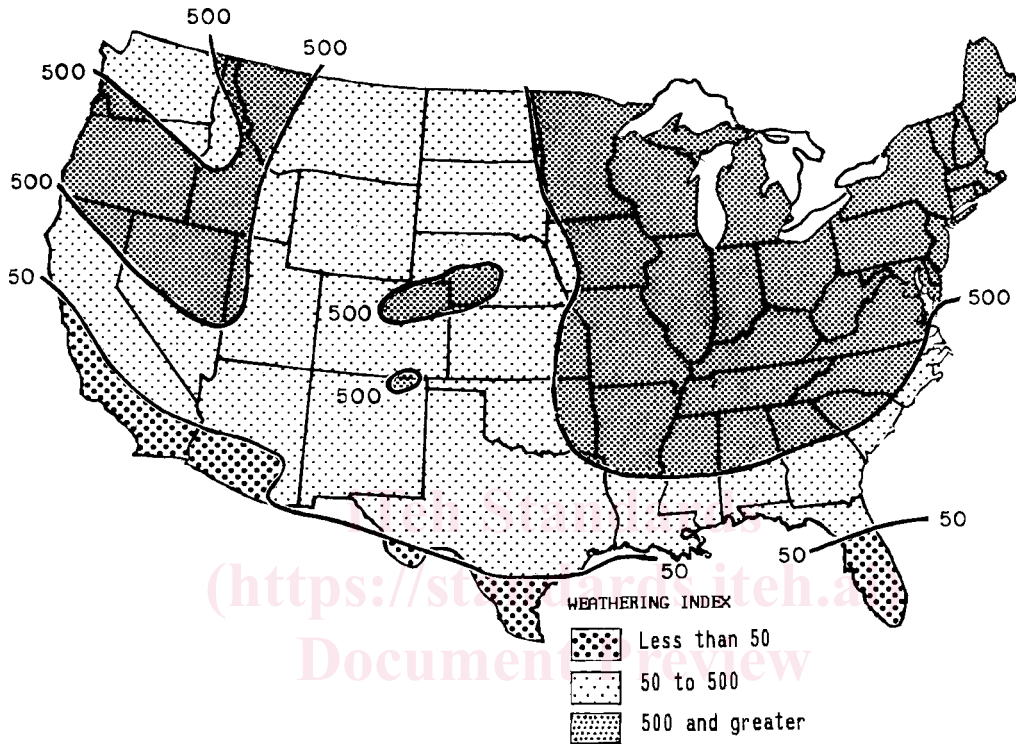 500
500
500
500
50
500
500
500
50
50
50
iTeh Standards
(https://standards.iteh.a
Document Preview
WEATHERING INDEX
Less than 50
50 to 500
500 and greater